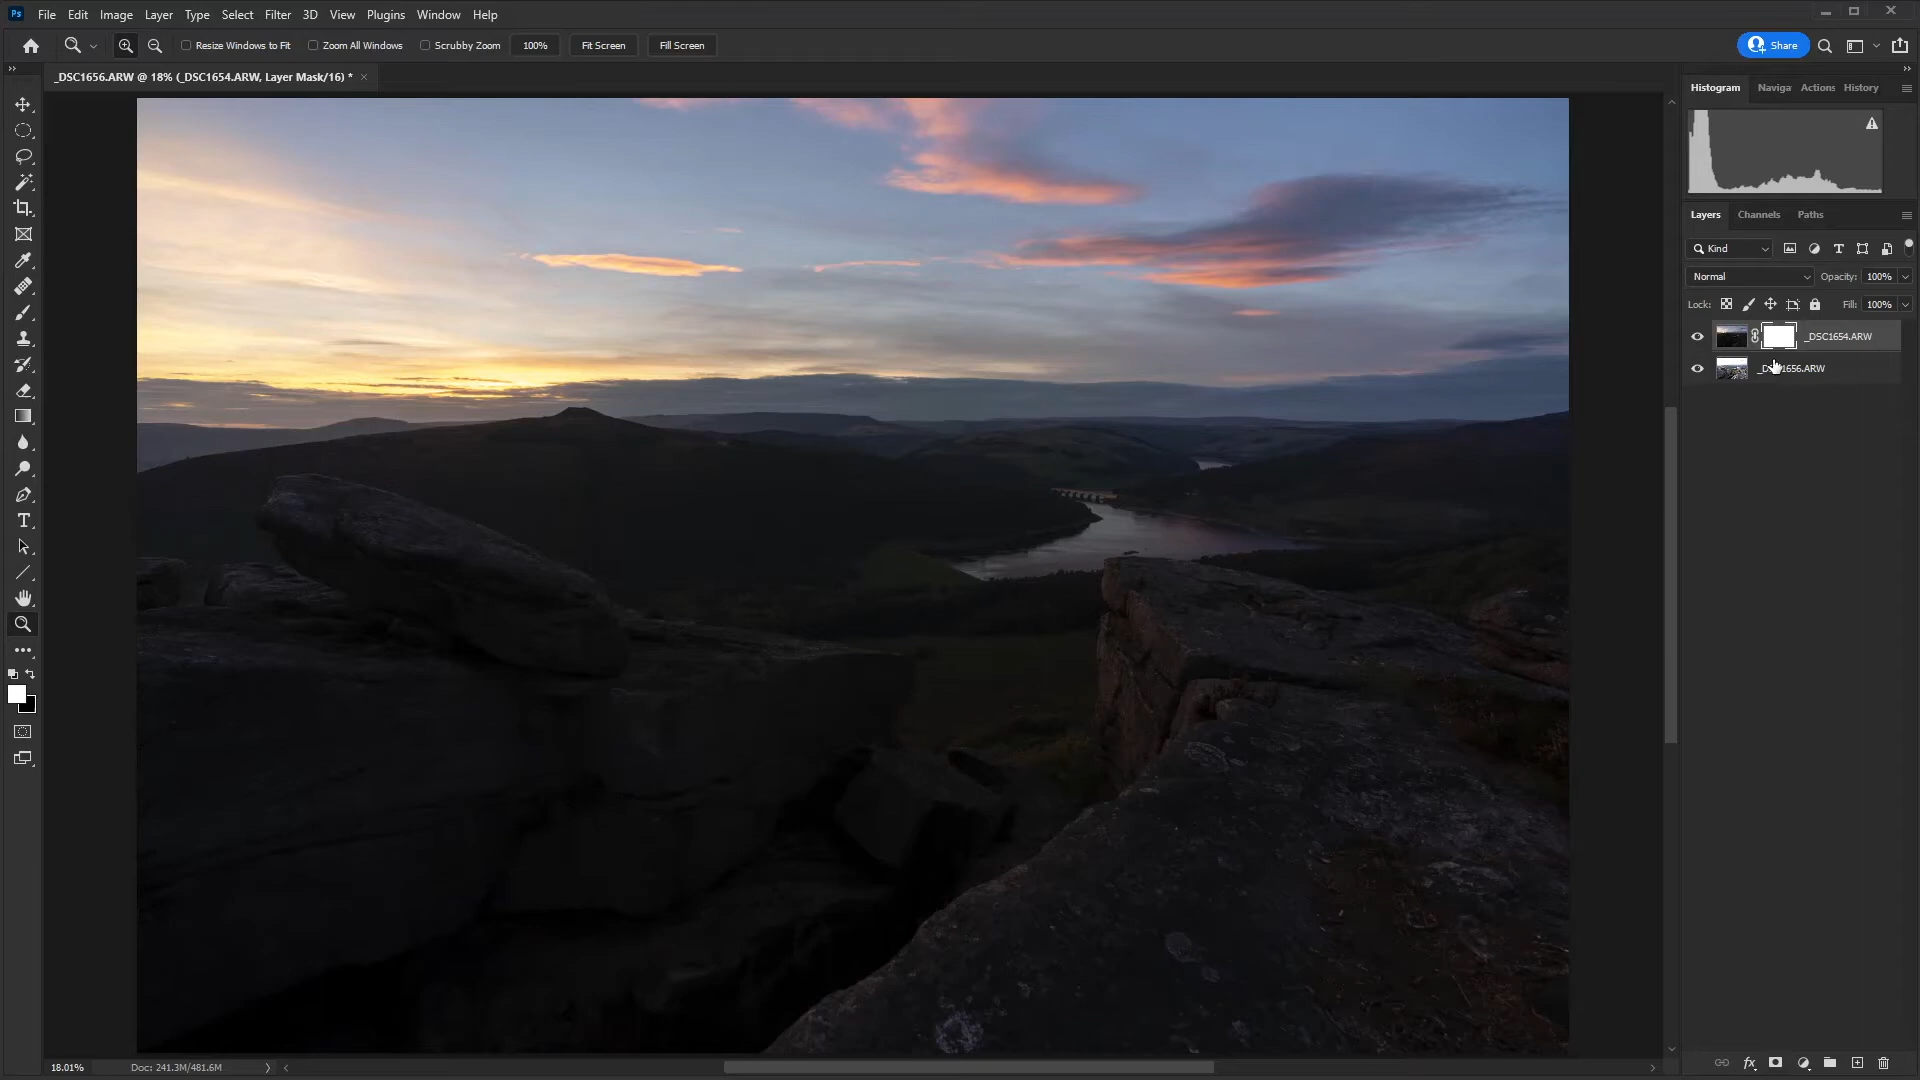 Ps File Edit Image Layer Type Select Filter 3D View Plugins Window Help
Resize Windows to Fit Zoom All Windows Scrubby Zoom 100% Fit Screen Fill Screen Share
_DSC1656.ARW @ 18% (_DSC1654.ARW, Layer Mask/16) *
Histogram Naviga Actions History
Layers Channels Paths
Kind
Normal Opacity: 100%
Lock: Fill: 100%
_DSC1654.ARW
1656.ARW
18.01% Doc: 241.3M/481.6M